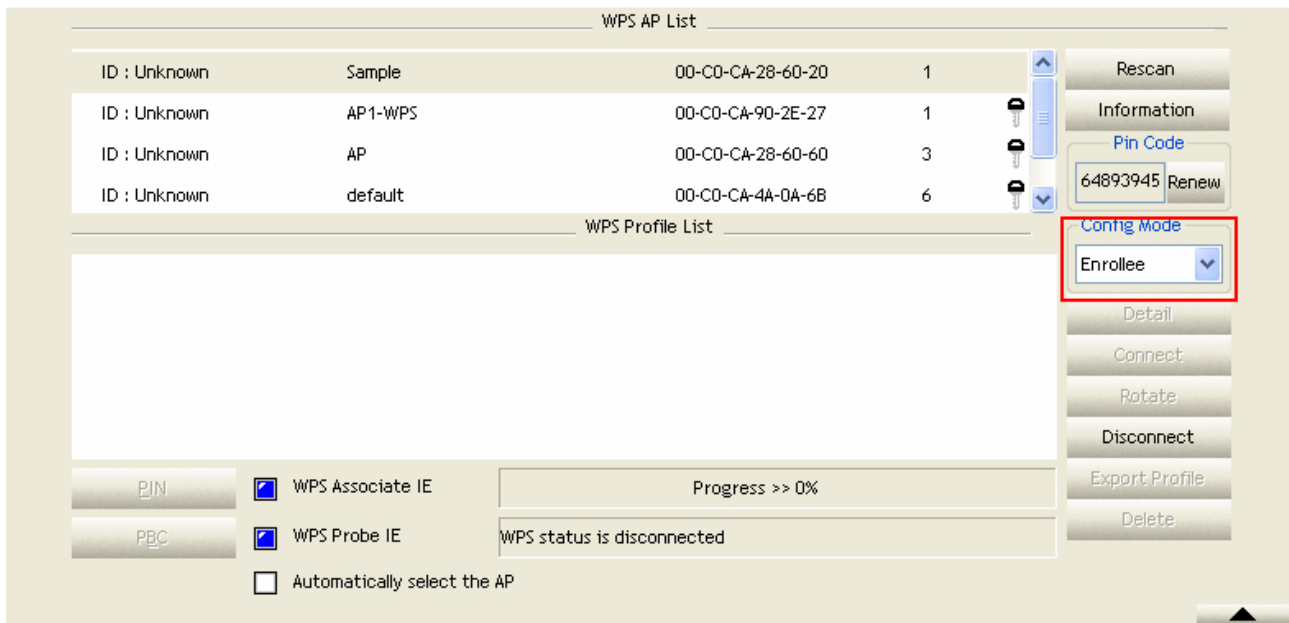 WPS AP List
ID : Unknown Sample 00-C0-CA-28-60-20 1
ID : Unknown AP1-WPS 00-C0-CA-90-2E-27 1
ID : Unknown AP 00-C0-CA-28-60-60 3
ID : Unknown default 00-C0-CA-4A-0A-6B 6
Rescan
Information
Pin Code
64893945 Renew
WPS Profile List
Config Mode
Enrollee
Detail
Connect
Rotate
Disconnect
Export Profile
Delete
PIN
WPS Associate IE
Progress >> 0%
PBC
WPS Probe IE
WPS status is disconnected
Automatically select the AP